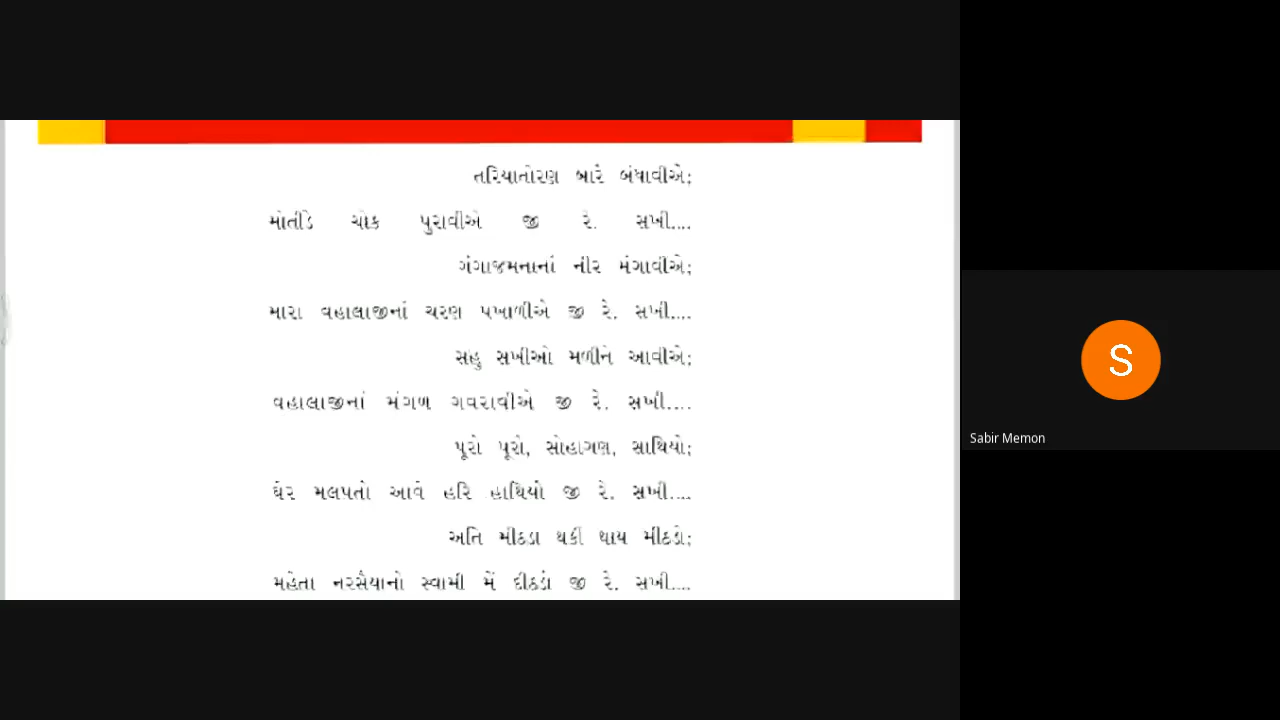 તરિયાતોરણ બારે બંધાવીએ;
મોતીડે ચોક પુરાવીએ જી રે. સખી....
ગંગાજમનાનાં નીર મંગાવીએ;
મારા વહાલાજીનાં ચરણ પખાળીએ જી રે. સખી....
સહુ સખીઓ મળીને આવીએ;
વહાલાજીનાં મંગળ ગવરાવીએ જી રે. સખી....
પૂરો પૂરો, સોહાગણ, સાથિયો;
ઘેર મલપતો આવે હરિ હાથિયો જી રે. સખી....
અતિ મીઠડા થકી થાય મીઠડો;
મહેતા નરસૈયાનો સ્વામી મેં દીઠડો જી રે. સખી....
S
Sabir Memon